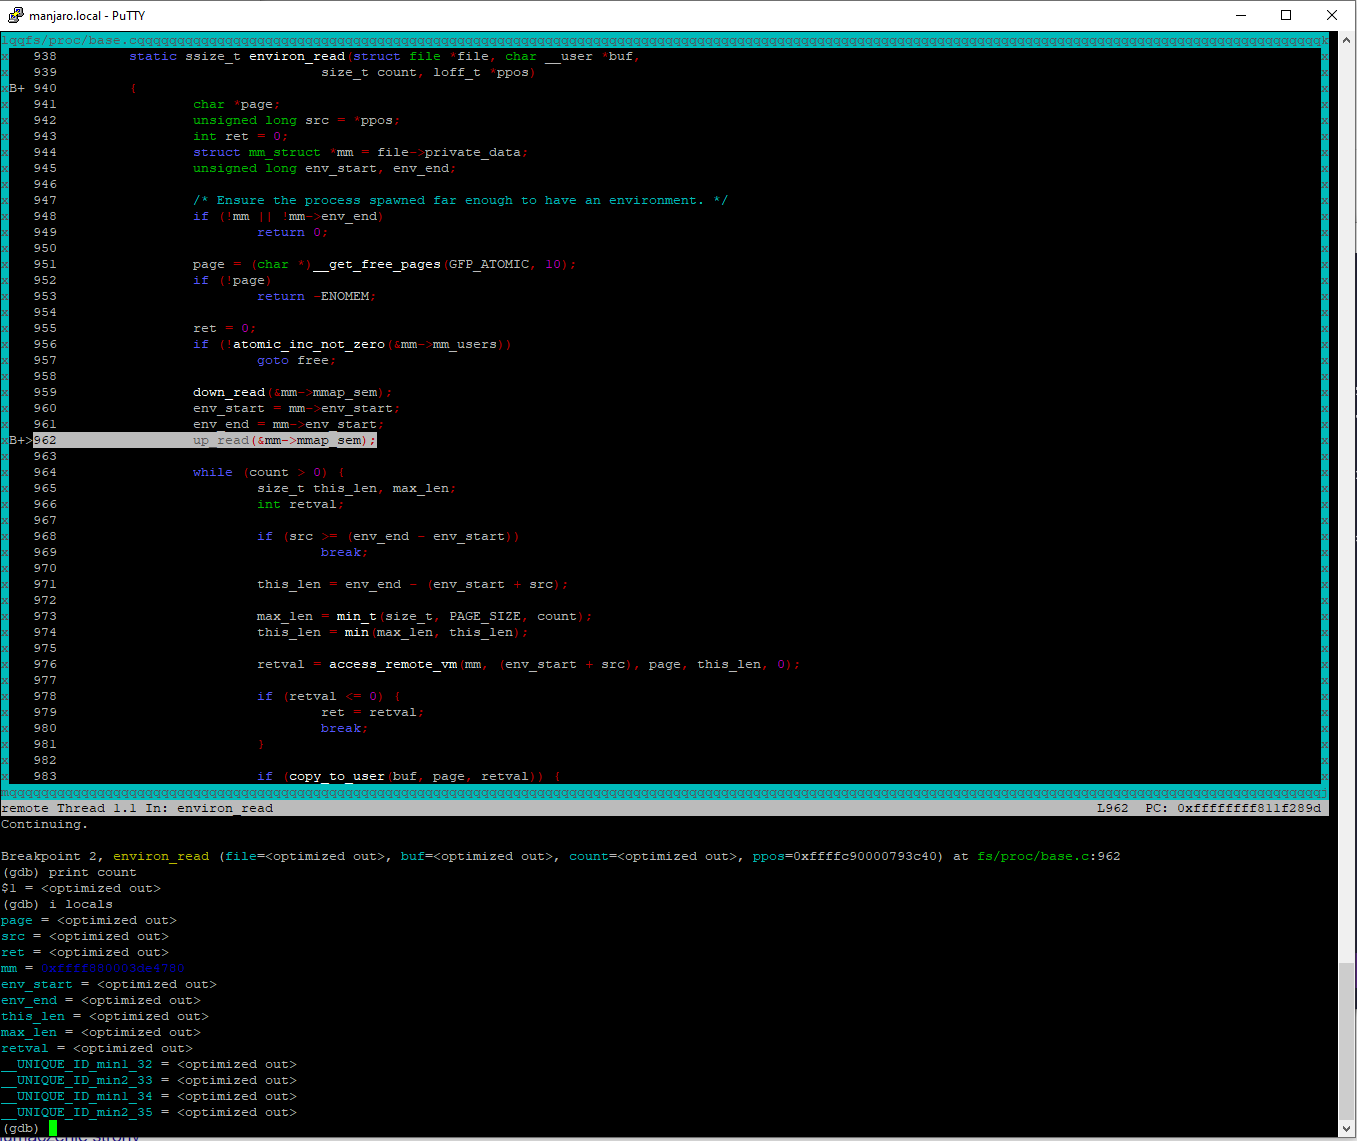 manjaro.local - PuTTY
lqqfs/proc/base.cqqqqqqqqqqqqqqqqqqqqqqqqqqqqqqqqqqqqqqqqqqqqqqqqqqqqqqqqqqqqqqqqqqqqqqqqqqqqqqqqqqqqqqqqqqqqqqqqqqqqqqqqqqqqqqqqqqqqqqqqqqqqqqqqqqqqqqqqqqqqqqqqqqqqqk
x 938 static ssize_t environ_read(struct file *file, char __user *buf, x
x 939 size_t count, loff_t *ppos) x
xB+ 940 { x
x 941 char *page; x
x 942 unsigned long src = *ppos; x
x 943 int ret = 0; x
x 944 struct mm_struct *mm = file->private_data; x
x 945 unsigned long env_start, env_end; x
x 946 x
x 947 /* Ensure the process spawned far enough to have an environment. */ x
x 948 if (!mm || !mm->env_end) x
x 949 return 0; x
x 950 x
x 951 page = (char *)__get_free_pages(GFP_ATOMIC, 10); x
x 952 if (!page) x
x 953 return -ENOMEM; x
x 954 x
x 955 ret = 0; x
x 956 if (!atomic_inc_not_zero(&mm->mm_users)) x
x 957 goto free; x
x 958 x
x 959 down_read(&mm->mmap_sem); x
x 960 env_start = mm->env_start; x
x 961 env_end = mm->env_start; x
xB+>962 up_read(&mm->mmap_sem); x
x 963 x
x 964 while (count > 0) { x
x 965 size_t this_len, max_len; x
x 966 int retval; x
x 967 x
x 968 if (src >= (env_end - env_start)) x
x 969 break; x
x 970 x
x 971 this_len = env_end - (env_start + src); x
x 972 x
x 973 max_len = min_t(size_t, PAGE_SIZE, count); x
x 974 this_len = min(max_len, this_len); x
x 975 x
x 976 retval = access_remote_vm(mm, (env_start + src), page, this_len, 0); x
x 977 x
x 978 if (retval <= 0) { x
x 979 ret = retval; x
x 980 break; x
x 981 } x
x 982 x
x 983 if (copy_to_user(buf, page, retval)) { x
mqqqqqqqqqqqqqqqqqqqqqqqqqqqqqqqqqqqqqqqqqqqqqqqqqqqqqqqqqqqqqqqqqqqqqqqqqqqqqqqqqqqqqqqqqqqqqqqqqqqqqqqqqqqqqqqqqqqqqqqqqqqqqqqqqqqqqqqqqqqqqqqqqqqqqqqqqqqqqqqqqqqqj
remote Thread 1.1 In: environ_read L962 PC: 0xffffffff811f289d
Continuing.
Breakpoint 2, environ_read (file=<optimized out>, buf=<optimized out>, count=<optimized out>, ppos=0xffffc90000793c40) at fs/proc/base.c:962
(gdb) print count
$1 = <optimized out>
(gdb) i locals
page = <optimized out>
src = <optimized out>
ret = <optimized out>
mm = 0xffff880003de4780
env_start = <optimized out>
env_end = <optimized out>
this_len = <optimized out>
max_len = <optimized out>
retval = <optimized out>
__UNIQUE_ID_min1_32 = <optimized out>
__UNIQUE_ID_min2_33 = <optimized out>
__UNIQUE_ID_min1_34 = <optimized out>
__UNIQUE_ID_min2_35 = <optimized out>
(gdb)